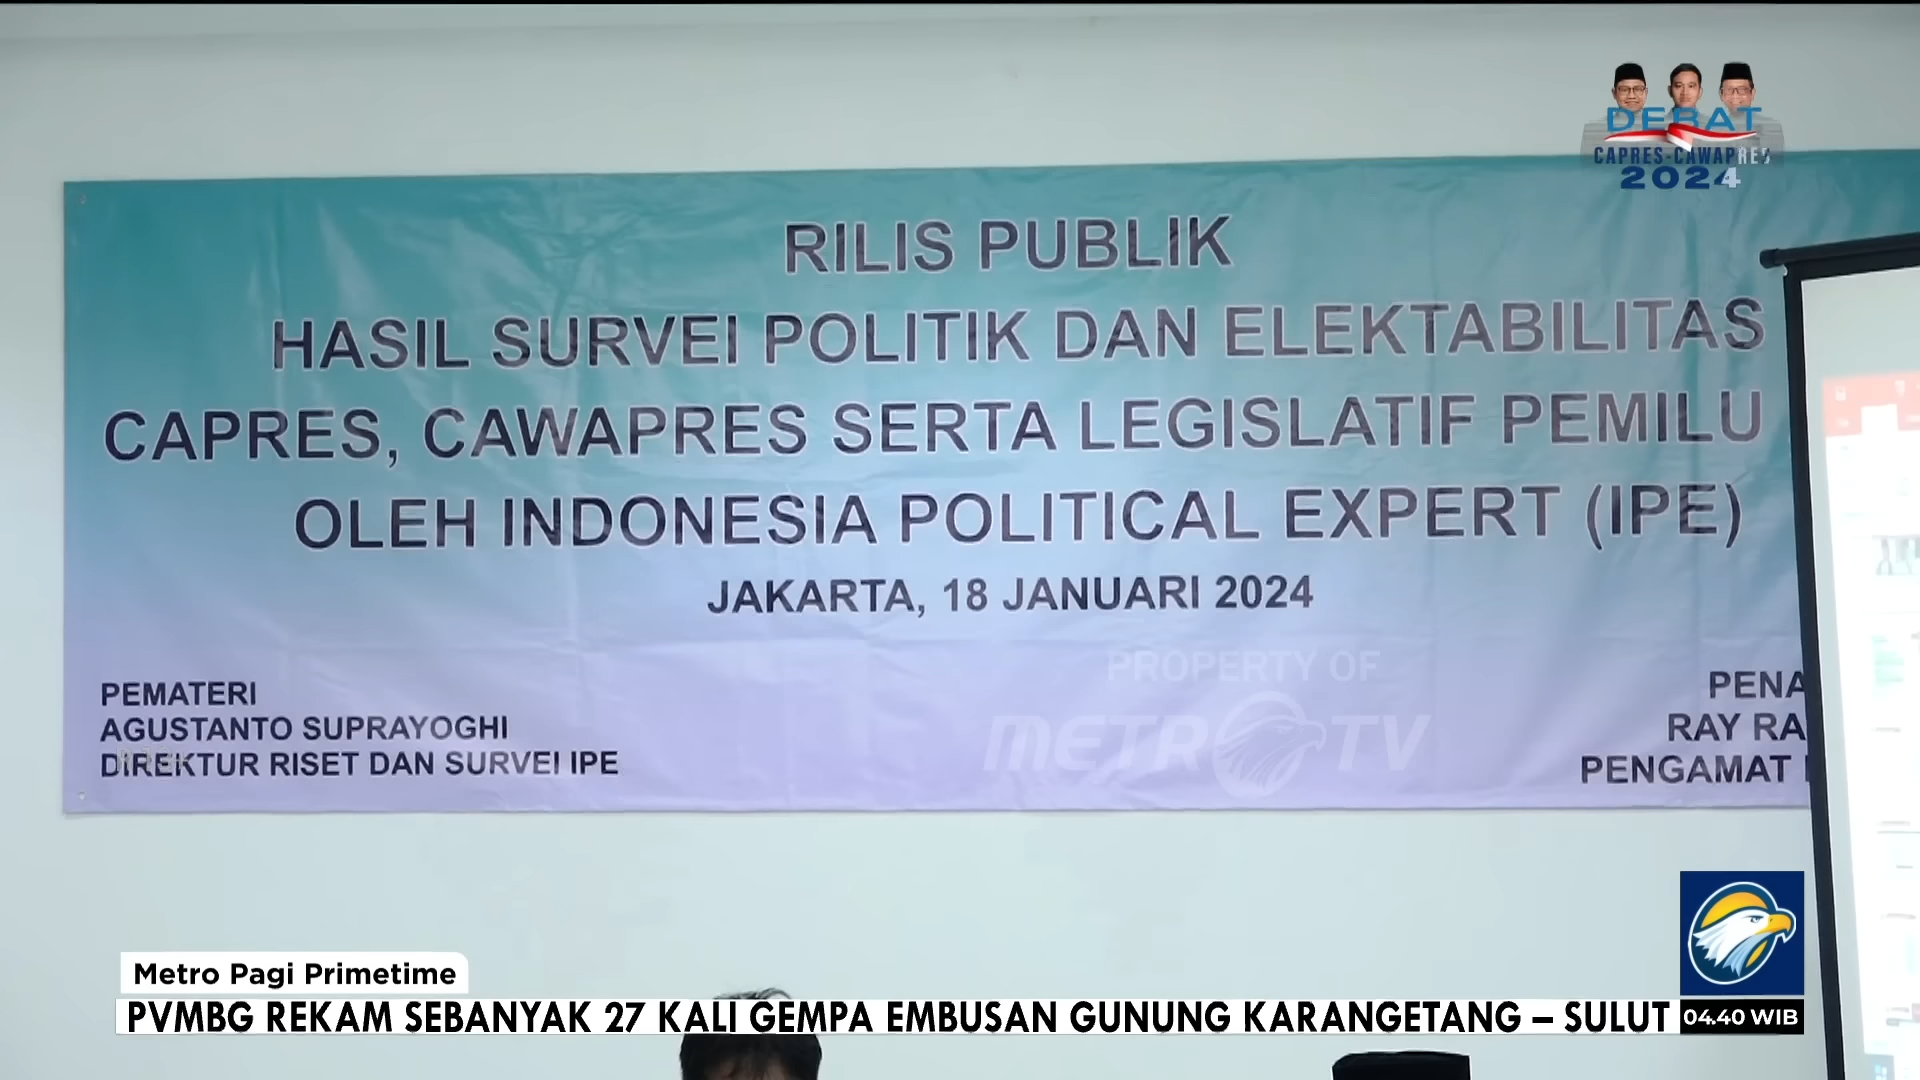 DEBAT
CAPRES-CAWAPRES
2024
RILIS PUBLIK
HASIL SURVEI POLITIK DAN ELEKTABILITAS
CAPRES, CAWAPRES SERTA LEGISLATIF PEMILU
OLEH INDONESIA POLITICAL EXPERT (IPE)
JAKARTA, 18 JANUARI 2024
PEMATERI
AGUSTANTO SUPRAYOGHI
DIREKTUR RISET DAN SURVEI IPE
PENA
RAY RA
PENGAMAT
PROPERTY OF
METRO TV
Metro Pagi Primetime
PVMBG REKAM SEBANYAK 27 KALI GEMPA EMBUSAN GUNUNG KARANGETANG – SULUT
04.40 WIB